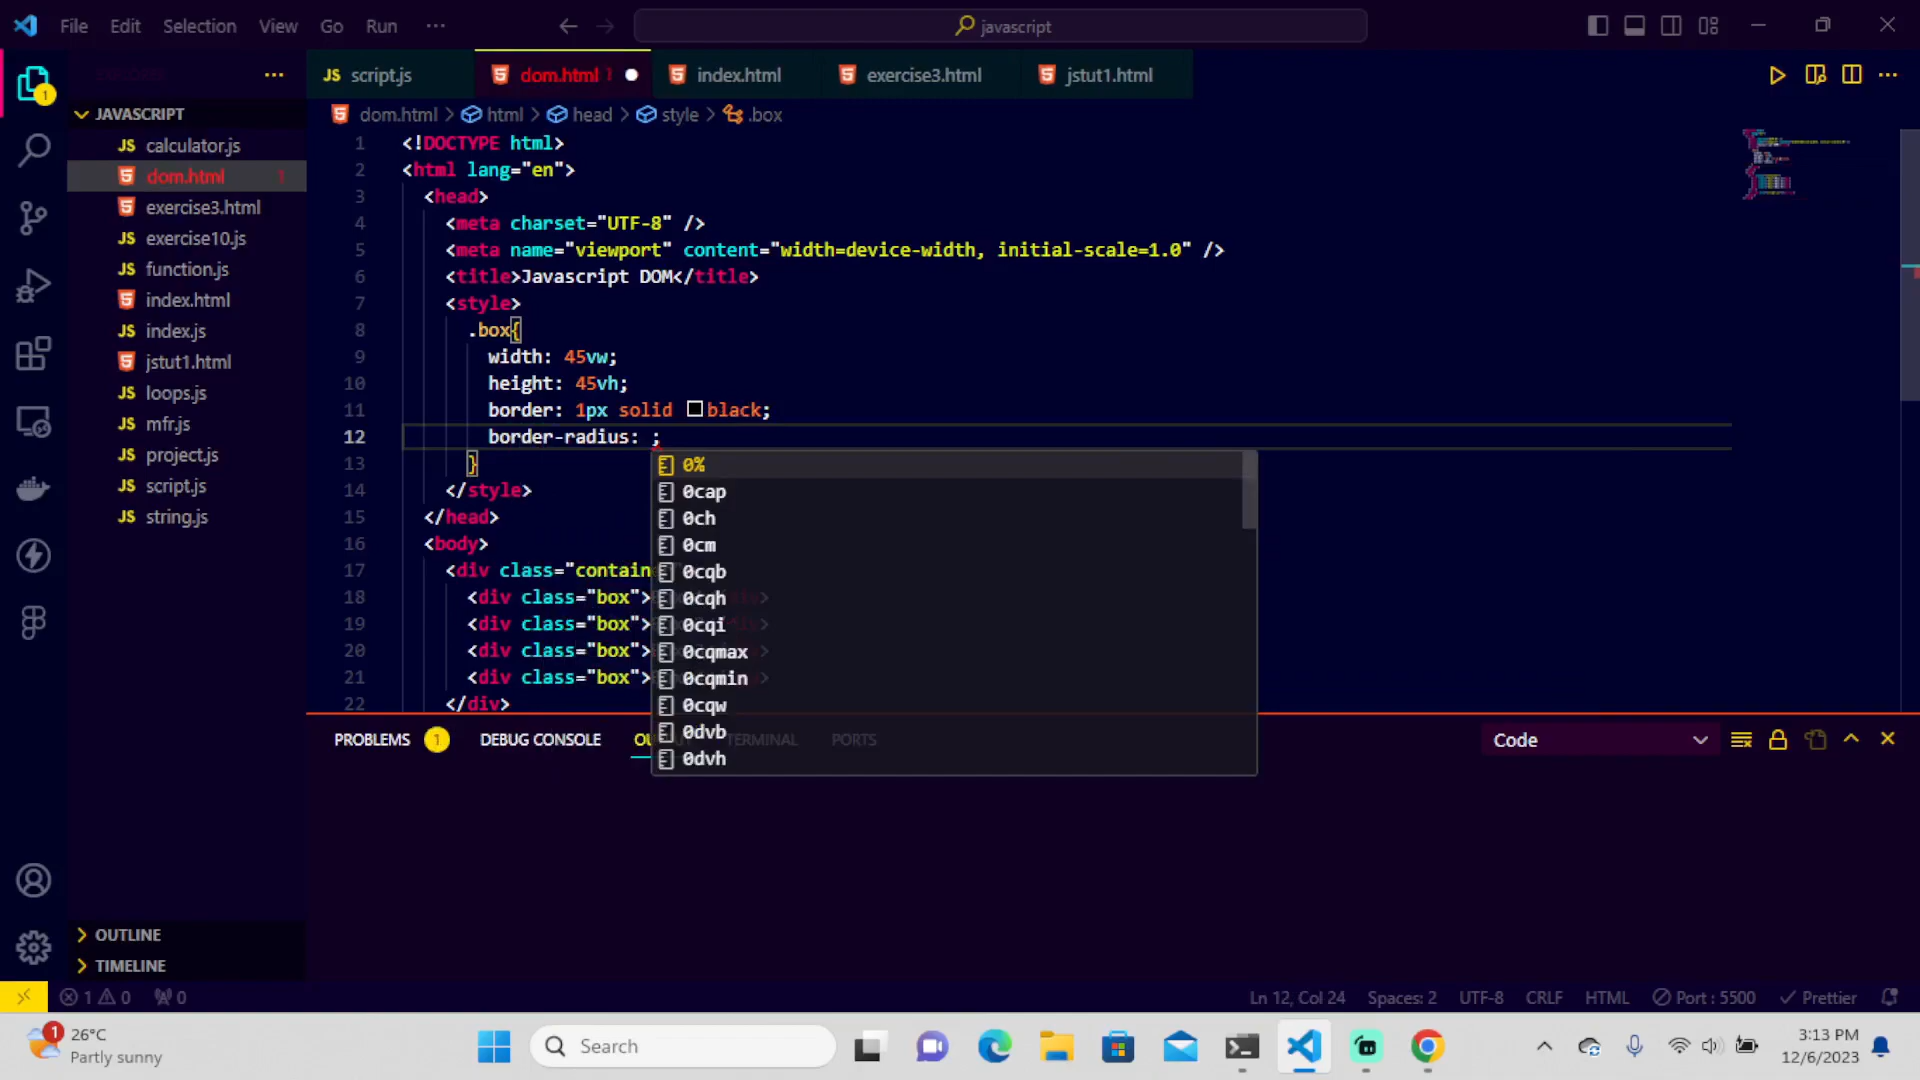 File Edit Selection View Go Run ···
javascript
JS script.js
dom.html 1
index.html
exercise3.html
jstut1.html
dom.html > html > head > style > .box
JAVASCRIPT
JS calculator.js
dom.html 1
exercise3.html
JS exercise10.js
JS function.js
index.html
JS index.js
jstut1.html
JS loops.js
JS mfr.js
JS project.js
JS script.js
JS string.js
OUTLINE
TIMELINE
1
1 <!DOCTYPE html>
2 <html lang="en">
3 <head>
4 <meta charset="UTF-8" />
5 <meta name="viewport" content="width=device-width, initial-scale=1.0" />
6 <title>Javascript DOM</title>
7 <style>
8 .box{
9 width: 45vw;
10 height: 45vh;
11 border: 1px solid black;
12 border-radius: ;
13 }
14 </style>
15 </head>
16 <body>
17 <div class="contain
18 <div class="box">
19 <div class="box">
20 <div class="box">
21 <div class="box">
22 </div>
0%
0cap
0ch
0cm
0cqb
0cqh
0cqi
0cqmax
0cqmin
0cqw
0dvb
0dvh
PROBLEMS 1 DEBUG CONSOLE OU TERMINAL PORTS
Code
1 0 0
Ln 12, Col 24 Spaces: 2 UTF-8 CRLF HTML Port : 5500 Prettier
1
26°C
Partly sunny
Search
3:13 PM
12/6/2023